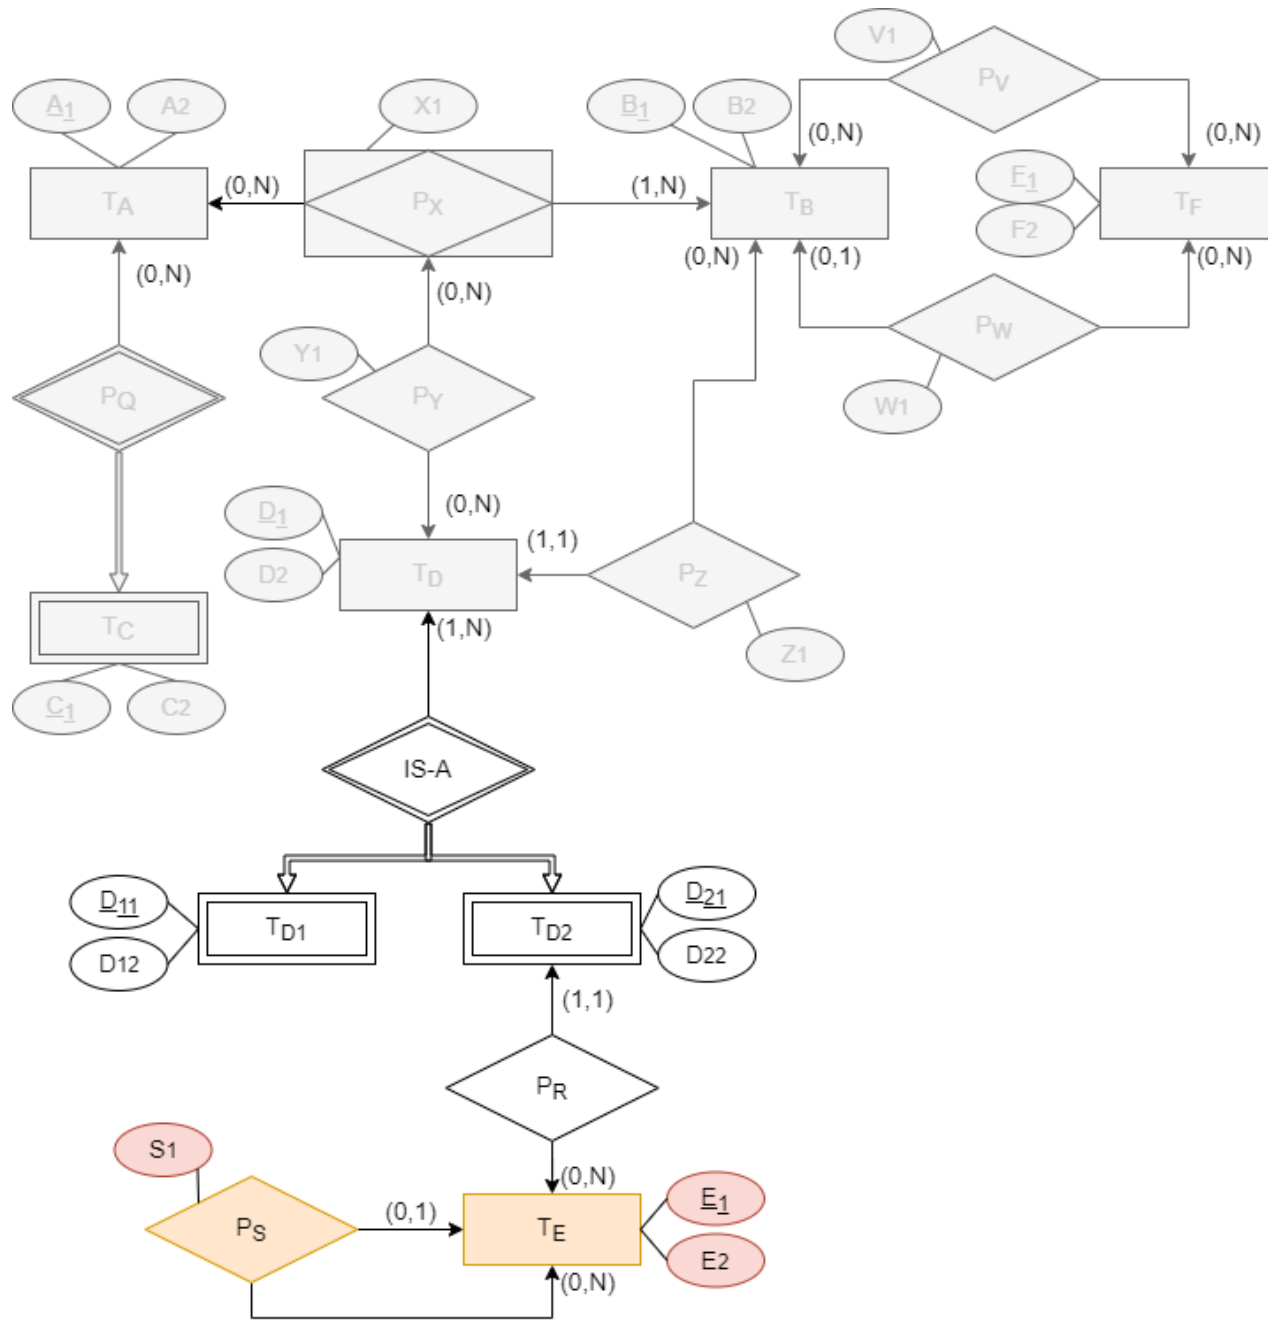 V1
PV
(0,N)
(0,N)
A1
A2
X1
B1
B2
(0,N)
(1,N)
TA
PX
TB
F1
F2
TF
(0,N)
(0,N)
(0,N)
(0,1)
(0,N)
Y1
PW
PQ
PY
W1
D1
(0,N)
(1,1)
D2
TD
PZ
TC
(1,N)
Z1
C1
C2
IS-A
D11
D12
TD1
TD2
D21
D22
(1,1)
PR
S1
(0,N)
PS
(0,1)
TE
E1
E2
(0,N)